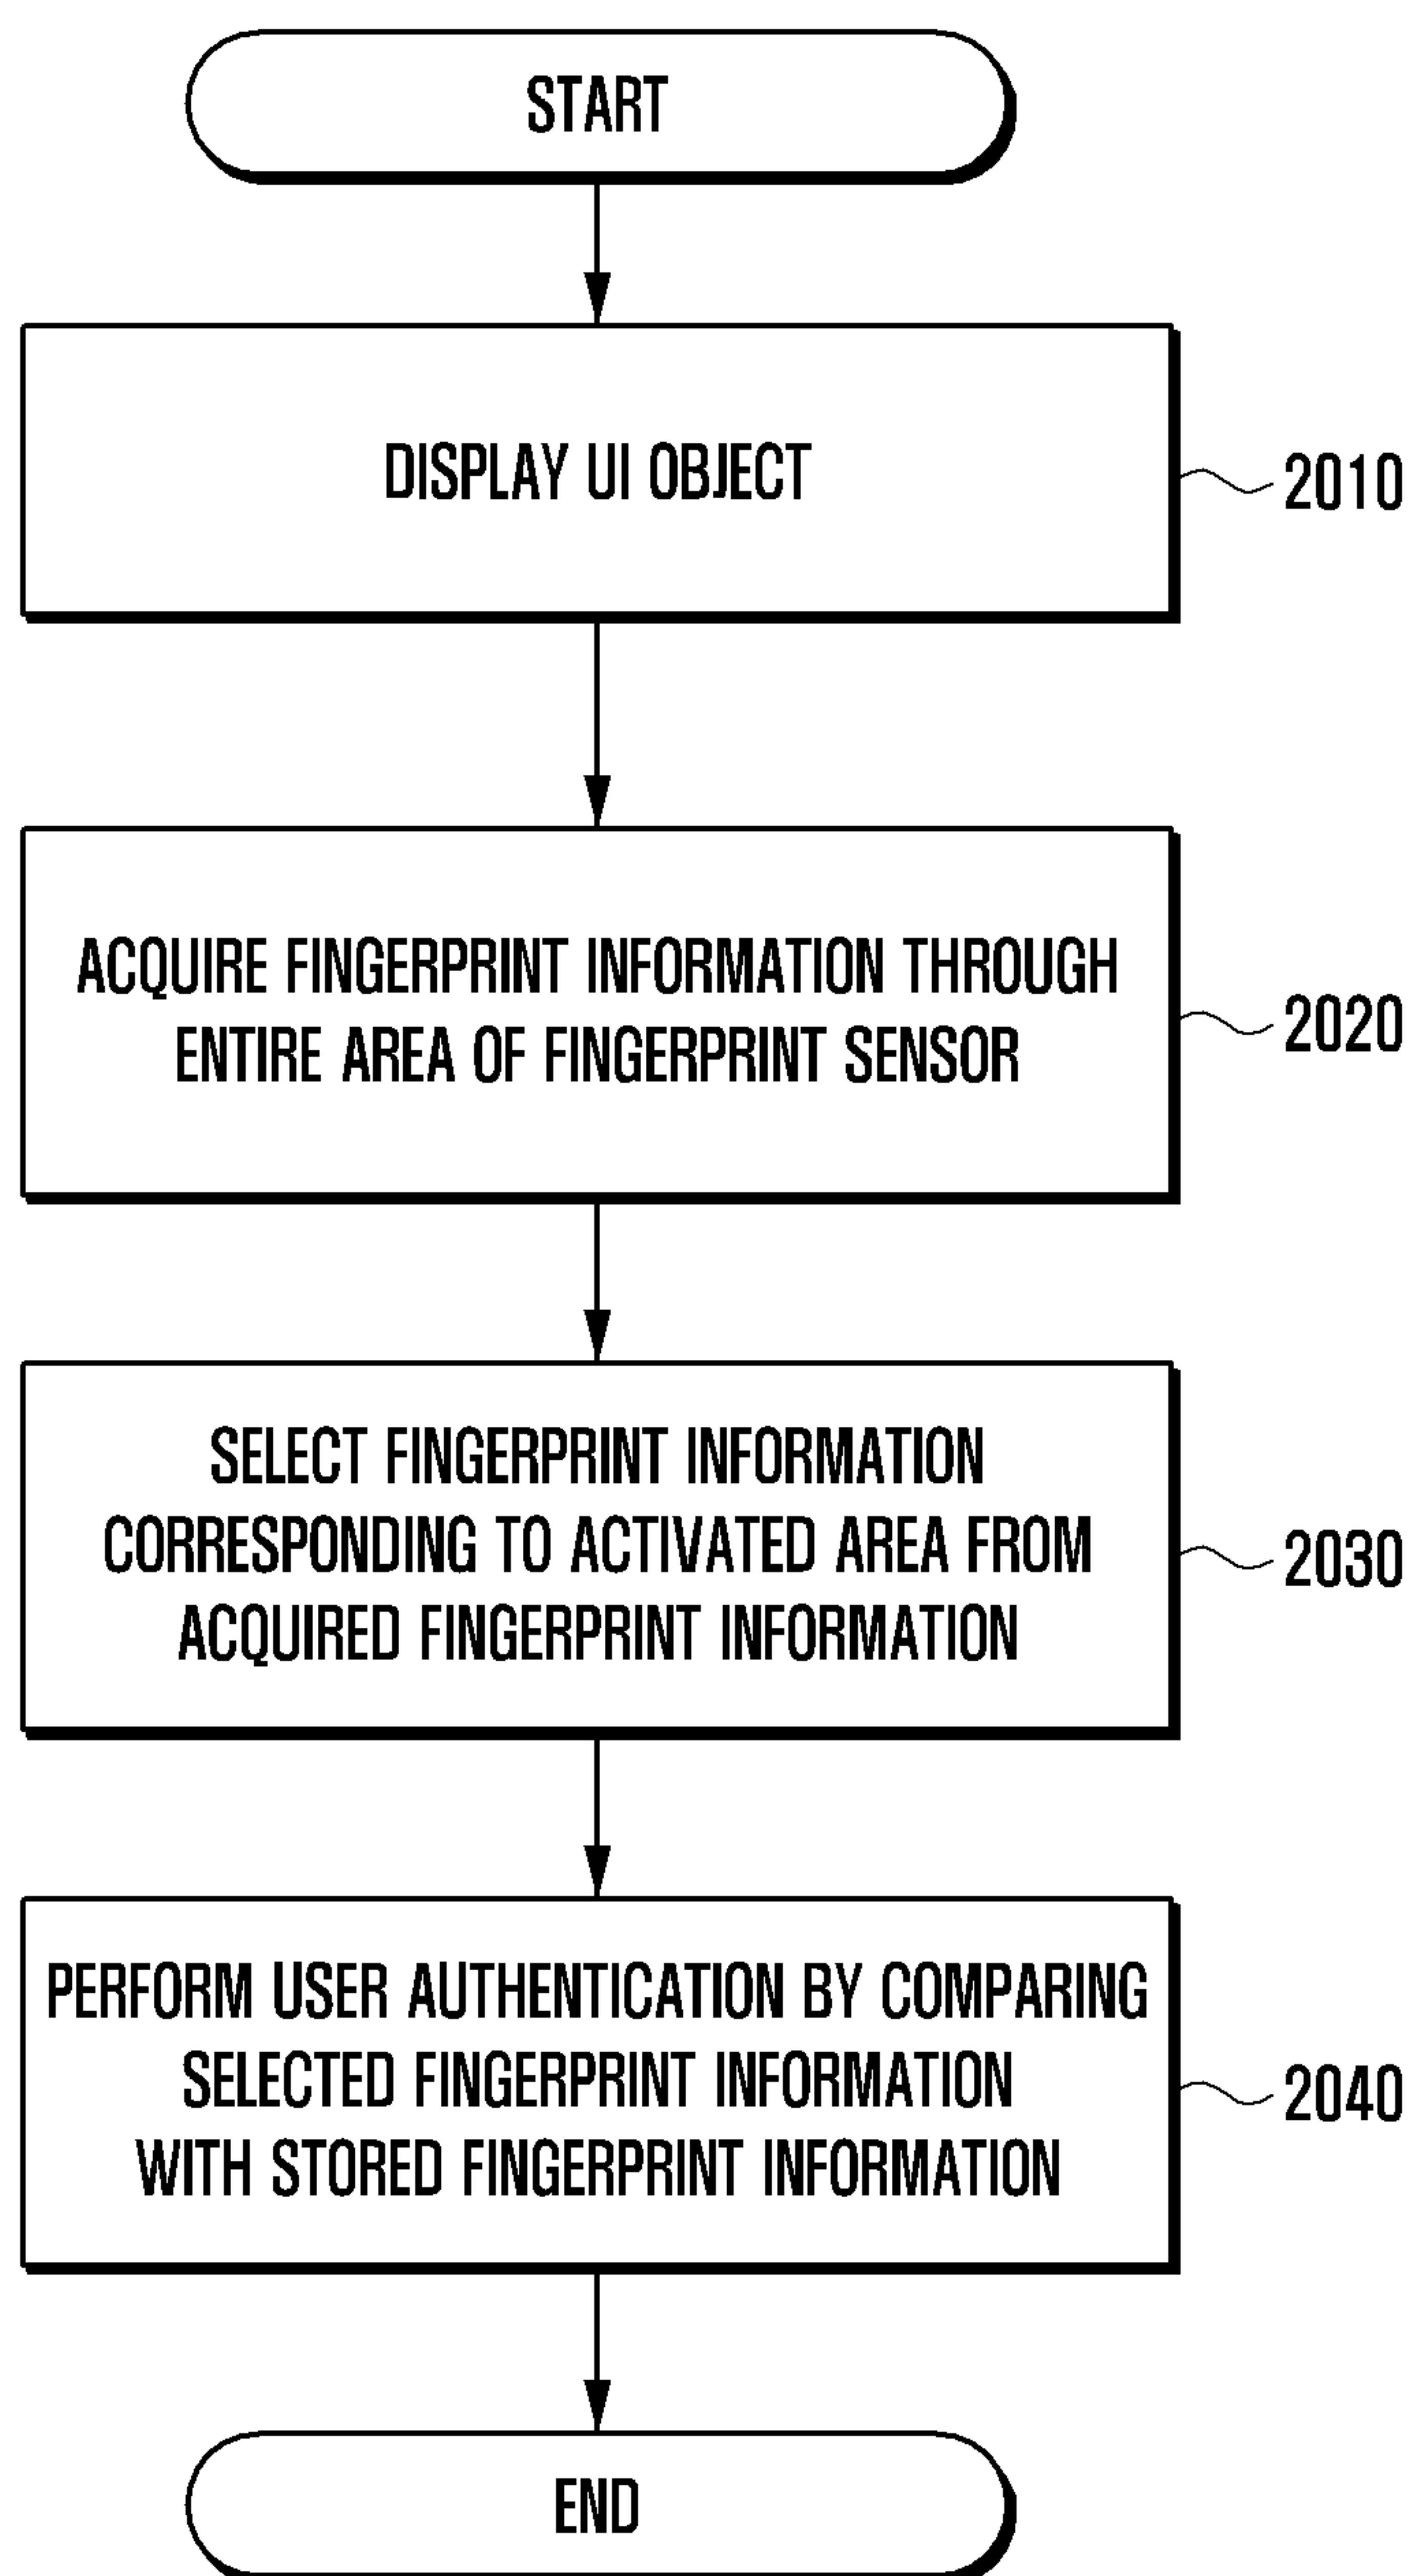 START
DISPLAY UI OBJECT
2010
ACQUIRE FINGERPRINT INFORMATION THROUGH
ENTIRE AREA OF FINGERPRINT SENSOR
2020
SELECT FINGERPRINT INFORMATION
CORRESPONDING TO ACTIVATED AREA FROM
ACQUIRED FINGERPRINT INFORMATION
2030
PERFORM USER AUTHENTICATION BY COMPARING
SELECTED FINGERPRINT INFORMATION
WITH STORED FINGERPRINT INFORMATION
2040
END